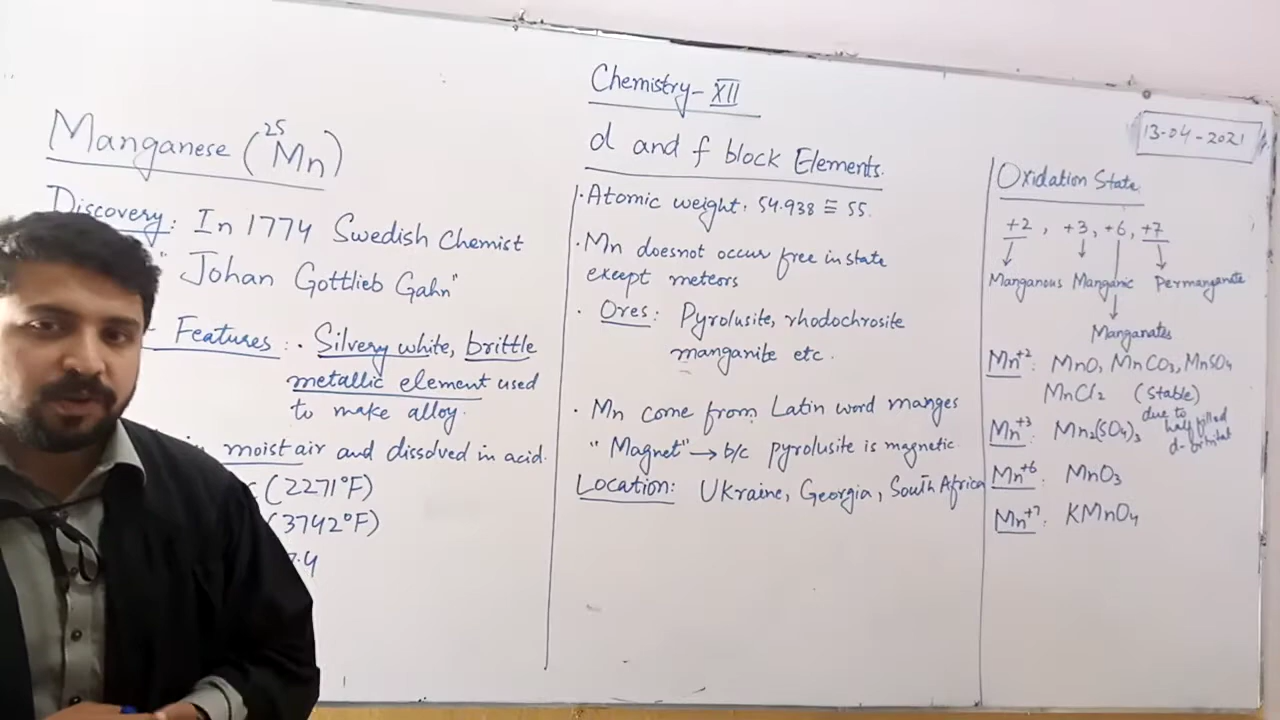 Chemistry-XII
d and f block Elements.
13-04-2021
Manganese (²⁵Mn)
Discovery: In 1774 Swedish Chemist
" Johan Gottlieb Gahn"
Features: · Silvery white, brittle
metallic element used
to make alloy.
moist air and dissolved in acid.
(2271°F)
(3742°F)
.4
· Atomic weight, 54.938 ≅ 55.
· Mn doesnot occur free in state
except meteors
· Ores: Pyrolusite, rhodochrosite
manganite etc.
· Mn come from Latin word manges
"Magnet" → b/c pyrolusite is magnetic.
Location: Ukraine, Georgia, South Africa
Oxidation State
+2, +3, +6, +7
Manganous Manganic Permanganate
Manganates
Mn⁺²: MnO, MnCO₃, MnSO₄
MnCl₂ (Stable)
due to
half filled
d-orbital
Mn⁺³: Mn₂(SO₄)₃
Mn⁺⁶: MnO₃
Mn⁺⁷: KMnO₄